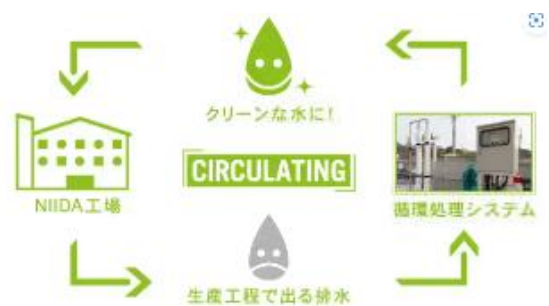 クリーンな水に!
CIRCULATING
NIIDA工場
循環処理システム
生産工程で出る排水